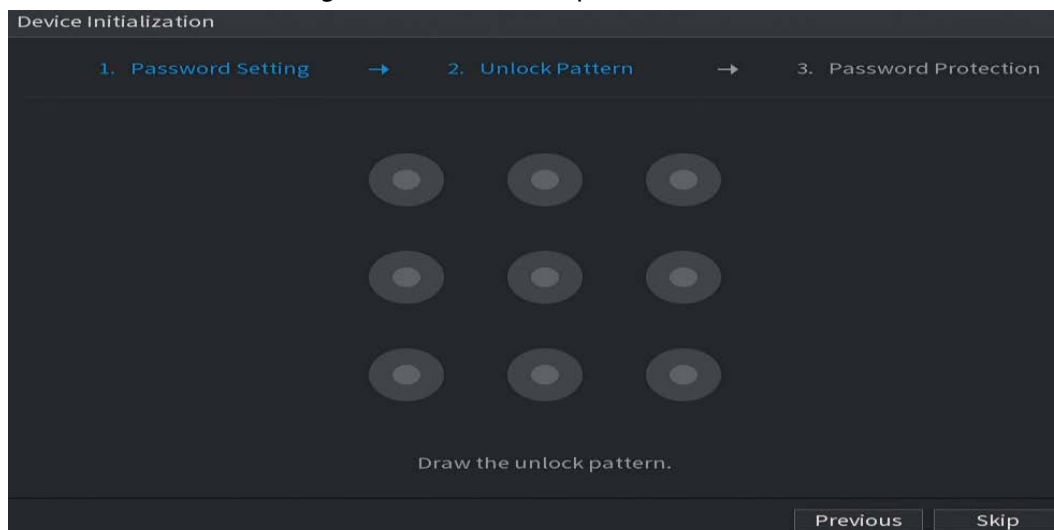 Device Initialization
1. Password Setting → 2. Unlock Pattern → 3. Password Protection
Draw the unlock pattern.
Previous Skip